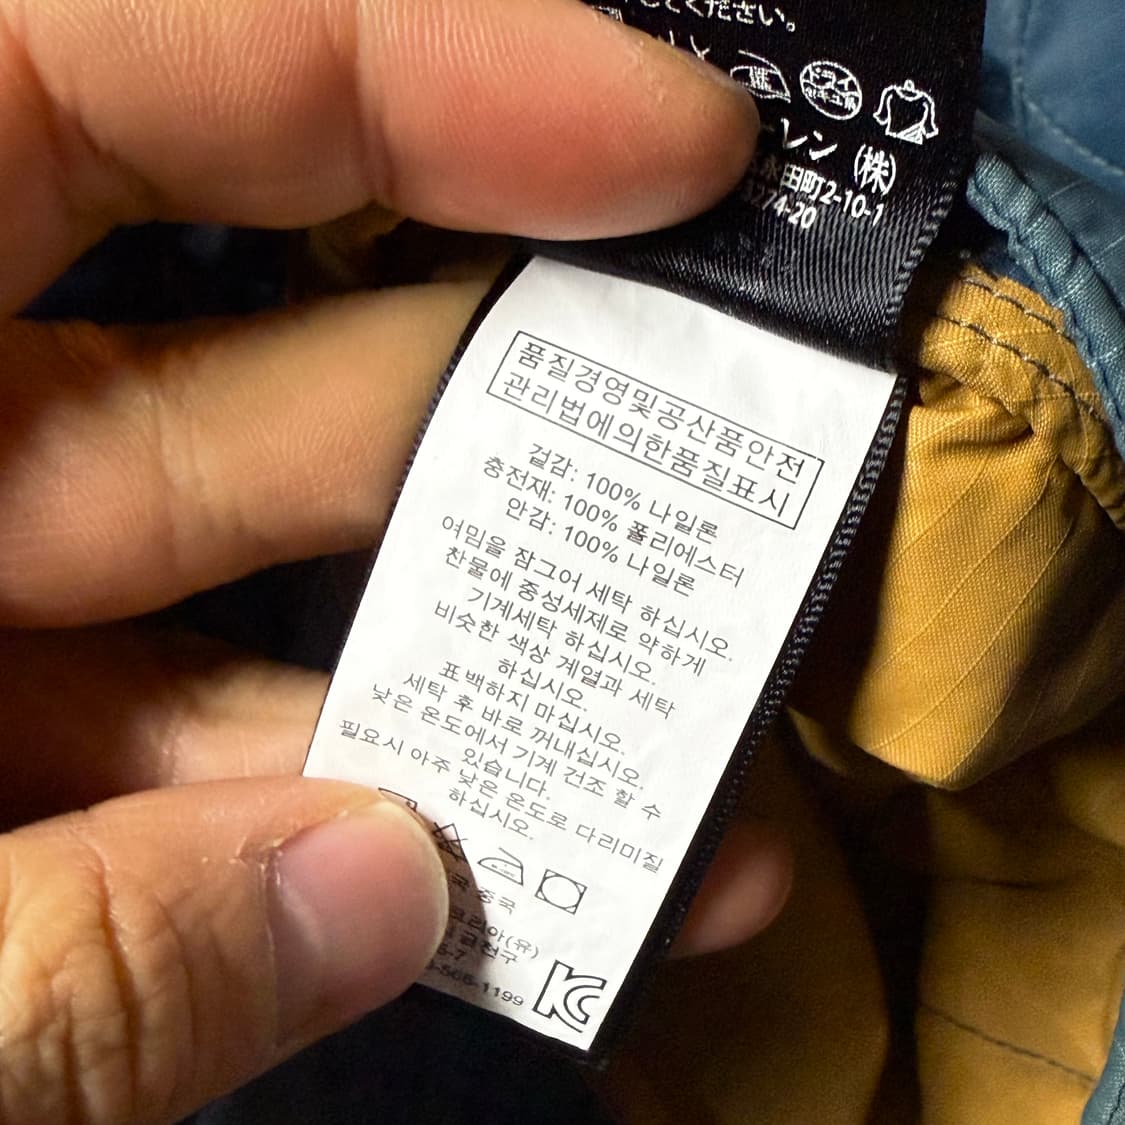 ください。
ドライ
レン (株)
田町2-10-1
274-20
품질경영및공산품안전
관리법에의한품질표시
겉감: 100% 나일론
충전재: 100% 폴리에스터
안감: 100% 나일론
여밈을 잠그어 세탁 하십시오.
찬물에 중성세제로 약하게
기계세탁 하십시오.
비슷한 색상 계열과 세탁
하십시오.
표백하지 마십시오.
세탁 후 바로 꺼내십시오.
낮은 온도에서 기계 건조 할 수
있습니다.
필요시 아주 낮은 온도로 다리미질
하십시오.
중국
코리아(유)
금천구
-7
-566-1199